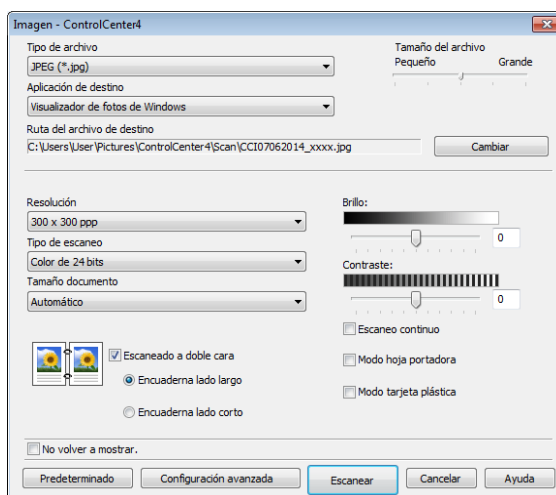 Imagen - ControlCenter4
Tipo de archivo
JPEG (*.jpg)
Tamaño del archivo
Pequeño Grande
Aplicación de destino
Visualizador de fotos de Windows
Ruta del archivo de destino
C:\Users\User\Pictures\ControlCenter4\Scan\CCI07062014_xxxx.jpg
Cambiar
Resolución
300 x 300 ppp
Tipo de escaneo
Color de 24 bits
Tamaño documento
Automático
Brillo:
0
Contraste:
0
Escaneo continuo
Modo hoja portadora
Modo tarjeta plástica
Escaneado a doble cara
Encuaderna lado largo
Encuaderna lado corto
No volver a mostrar.
Predeterminado Configuración avanzada Escanear Cancelar Ayuda